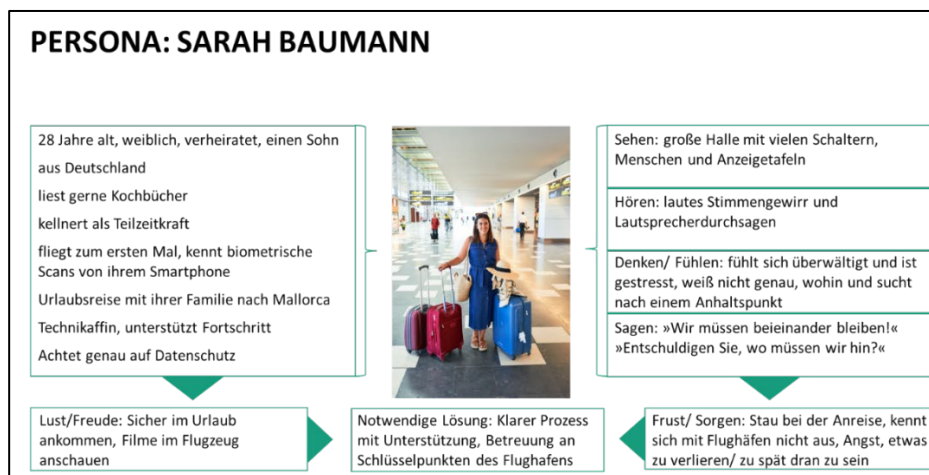 PERSONA: SARAH BAUMANN
28 Jahre alt, weiblich, verheiratet, einen Sohn
aus Deutschland
liest gerne Kochbücher
kellnert als Teilzeitkraft
fliegt zum ersten Mal, kennt biometrische
Scans von ihrem Smartphone
Urlaubsreise mit ihrer Familie nach Mallorca
Technikaffin, unterstützt Fortschritt
Achtet genau auf Datenschutz
Sehen: große Halle mit vielen Schaltern,
Menschen und Anzeigetafeln
Hören: lautes Stimmengewirr und
Lautsprecherdurchsagen
Denken/ Fühlen: fühlt sich überwältigt und ist
gestresst, weiß nicht genau, wohin und sucht
nach einem Anhaltspunkt
Sagen: »Wir müssen beieinander bleiben!«
»Entschuldigen Sie, wo müssen wir hin?«
Lust/Freude: Sicher im Urlaub
ankommen, Filme im Flugzeug
anschauen
Notwendige Lösung: Klarer Prozess
mit Unterstützung, Betreuung an
Schlüsselpunkten des Flughafens
Frust/ Sorgen: Stau bei der Anreise, kennt
sich mit Flughäfen nicht aus, Angst, etwas
zu verlieren/ zu spät dran zu sein